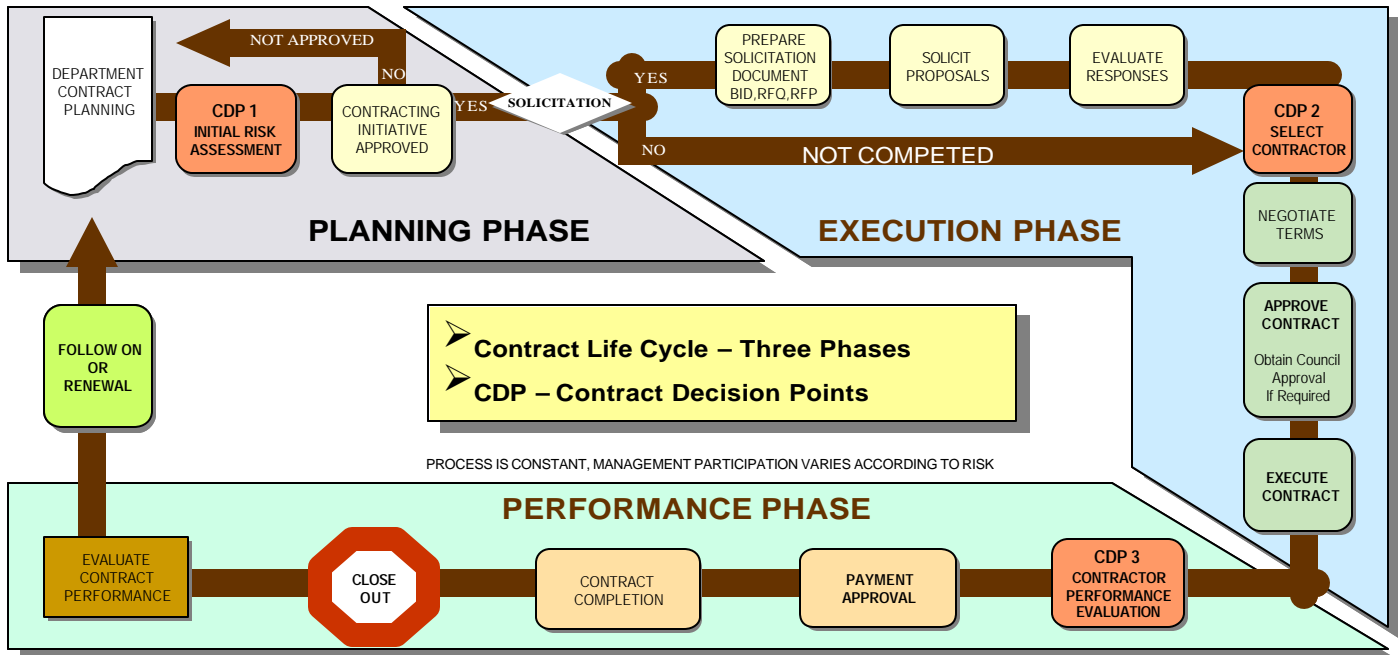 DEPARTMENT
CONTRACT
PLANNING
NOT APPROVED
NO
CDP 1
INITIAL RISK
ASSESSMENT
CONTRACTING
INITIATIVE
APPROVED
YES
SOLICITATION
YES
PREPARE
SOLICITATION
DOCUMENT
BID,RFQ,RFP
SOLICIT
PROPOSALS
EVALUATE
RESPONSES
NO
NOT COMPETED
CDP 2
SELECT
CONTRACTOR
PLANNING PHASE
EXECUTION PHASE
NEGOTIATE
TERMS
APPROVE
CONTRACT
Obtain Council
Approval
If Required
EXECUTE
CONTRACT
FOLLOW ON
OR
RENEWAL
Contract Life Cycle – Three Phases
CDP – Contract Decision Points
PROCESS IS CONSTANT, MANAGEMENT PARTICIPATION VARIES ACCORDING TO RISK
PERFORMANCE PHASE
EVALUATE
CONTRACT
PERFORMANCE
CLOSE
OUT
CONTRACT
COMPLETION
PAYMENT
APPROVAL
CDP 3
CONTRACTOR
PERFORMANCE
EVALUATION